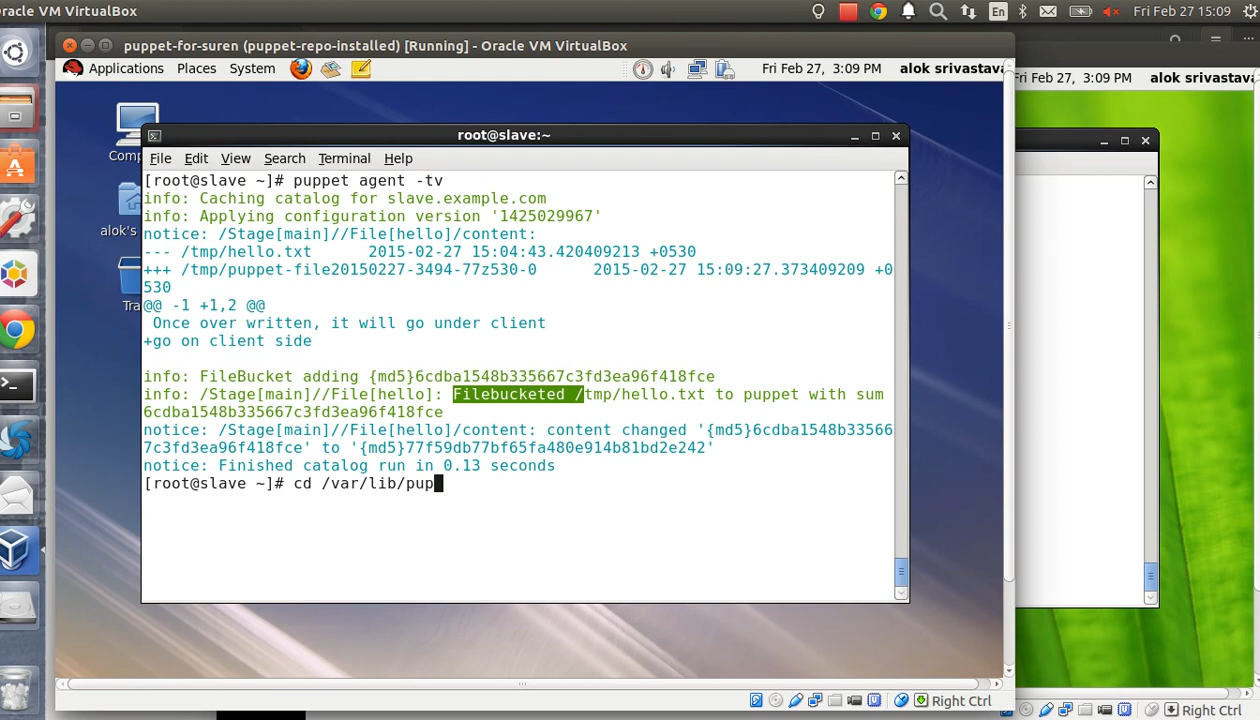 Oracle VM VirtualBox
En
Fri Feb 27 15:09
puppet-for-suren (puppet-repo-installed) [Running] - Oracle VM VirtualBox
Applications Places System
Fri Feb 27, 3:09 PM alok srivastava
Fri Feb 27, 3:09 PM alok srivastava
Comp
alok's
Tra
root@slave:~
File Edit View Search Terminal Help
[root@slave ~]# puppet agent -tv
info: Caching catalog for slave.example.com
info: Applying configuration version '1425029967'
notice: /Stage[main]//File[hello]/content:
--- /tmp/hello.txt 2015-02-27 15:04:43.420409213 +0530
+++ /tmp/puppet-file20150227-3494-77z530-0 2015-02-27 15:09:27.373409209 +0
530
@@ -1 +1,2 @@
Once over written, it will go under client
+go on client side
info: FileBucket adding {md5}6cdba1548b335667c3fd3ea96f418fce
info: /Stage[main]//File[hello]: Filebucketed /tmp/hello.txt to puppet with sum
6cdba1548b335667c3fd3ea96f418fce
notice: /Stage[main]//File[hello]/content: content changed '{md5}6cdba1548b33566
7c3fd3ea96f418fce' to '{md5}77f59db77bf65fa480e914b81bd2e242'
notice: Finished catalog run in 0.13 seconds
[root@slave ~]# cd /var/lib/pup
Right Ctrl
Right Ctrl